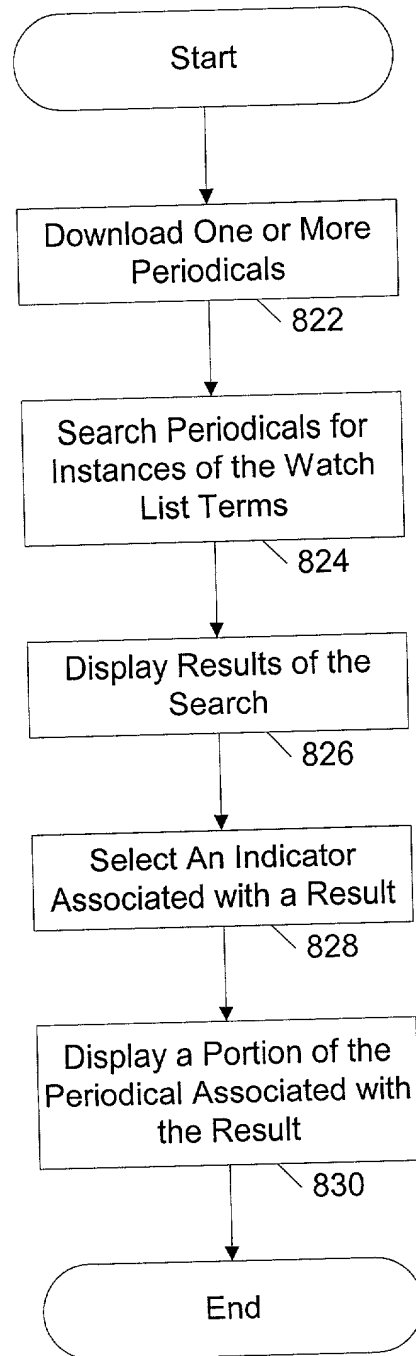 Start
Download One or More
Periodicals
822
Search Periodicals for
Instances of the Watch
List Terms
824
Display Results of the
Search
826
Select An Indicator
Associated with a Result
828
Display a Portion of the
Periodical Associated with
the Result
830
End